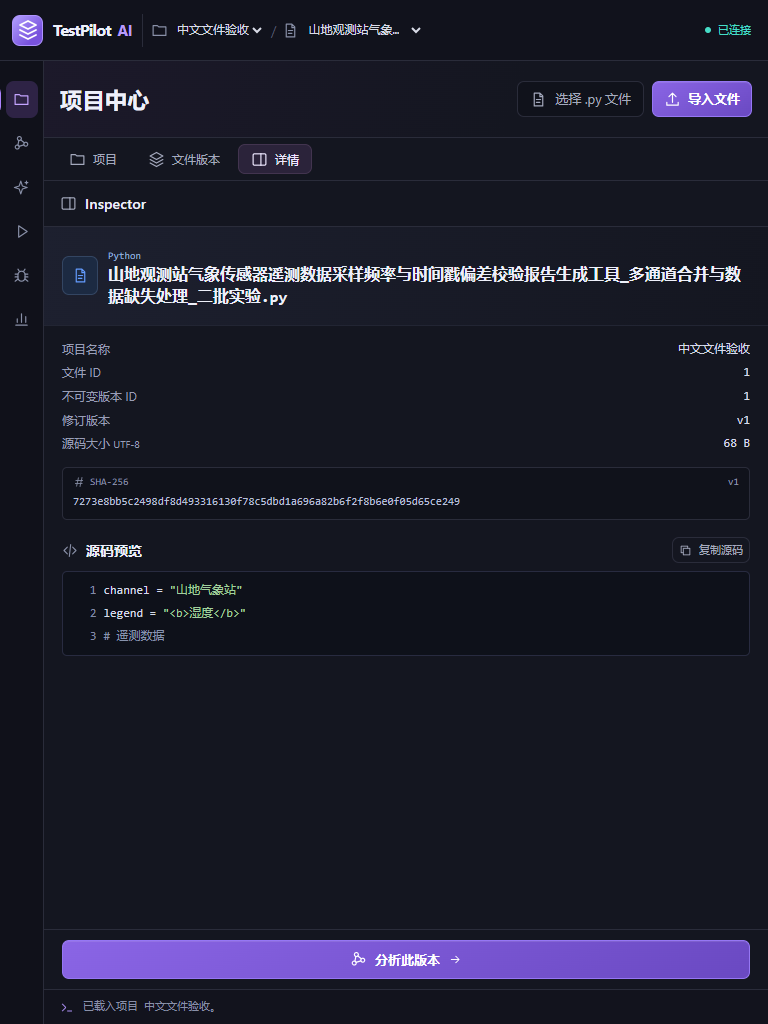 TestPilot AI
中文文件验收
/
山地观测站气象…
已连接
项目中心
选择 .py 文件
导入文件
项目
文件版本
详情
Inspector
Python
山地观测站气象传感器遥测数据采样频率与时间戳偏差校验报告生成工具_多通道合并与数
据缺失处理_二批实验.py
项目名称 中文文件验收
文件 ID 1
不可变版本 ID 1
修订版本 v1
源码大小 UTF-8 68 B
# SHA-256 v1
7273e8bb5c2498df8d493316130f78c5dbd1a696a82b6f2f8b6e0f05d65ce249
</> 源码预览
复制源码
1 channel = "山地气象站"
2 legend = "<b>湿度</b>"
3 # 遥测数据
分析此版本 →
>_ 已载入项目 中文文件验收。